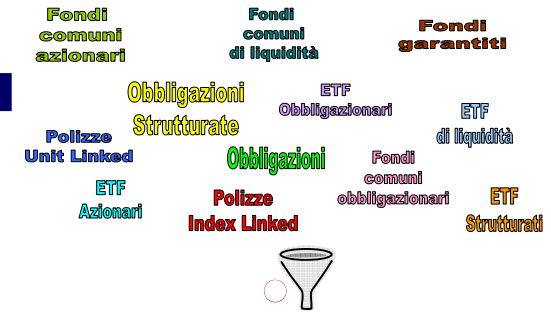 Fondi
comuni
azionari
Fondi
comuni
di liquidità
Fondi
garantiti
Obbligazioni
Strutturate
ETF
Obbligazionari
ETF
di liquidità
Polizze
Unit Linked
Obbligazioni
Fondi
comuni
obbligazionari
ETF
Azionari
Polizze
Index Linked
ETF
Strutturati